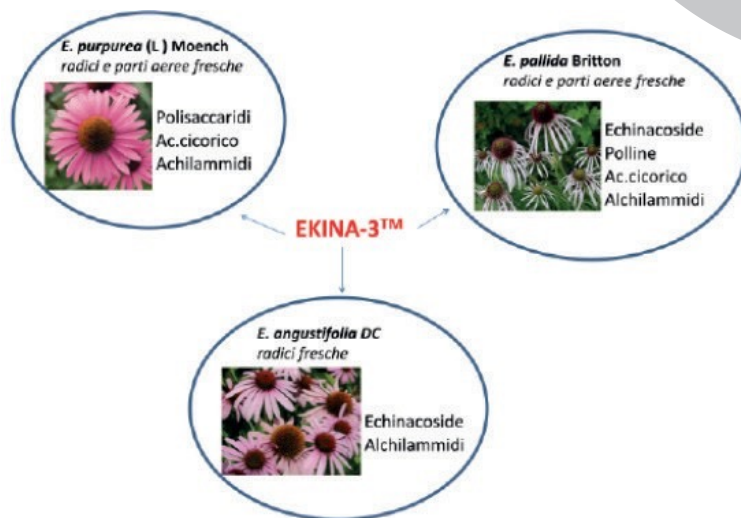 E. purpurea (L ) Moench
radici e parti aeree fresche
Polisaccaridi
Ac.cicorico
Achilammidi
E. pallida Britton
radici e parti aeree fresche
Echinacoside
Polline
Ac.cicorico
Alchilammidi
EKINA-3TM
E. angustifolia DC
radici fresche
Echinacoside
Alchilammidi